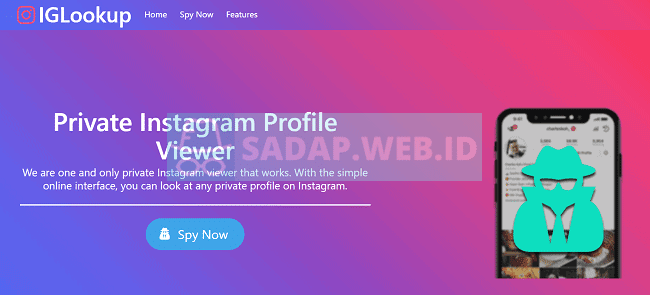 IGLookup Home Spy Now Features
Private Instagram Profile
Viewer
SADAP.WEB.ID
We are one and only private Instagram viewer that works. With the simple
online interface, you can look at any private profile on Instagram.
Spy Now